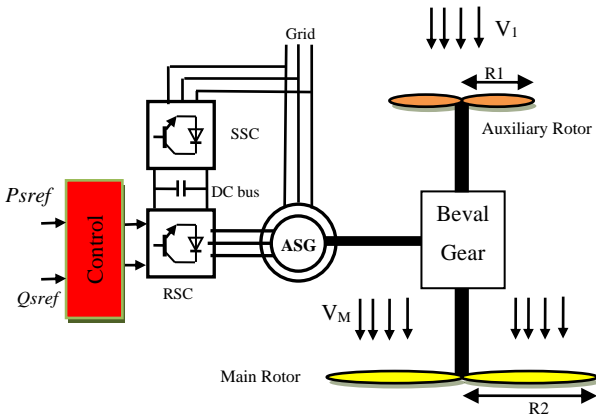 Grid
V1
R1
SSC
Auxiliary Rotor
DC bus
Psref
Control
ASG
Beval
Gear
Qsref
RSC
VM
Main Rotor
R2